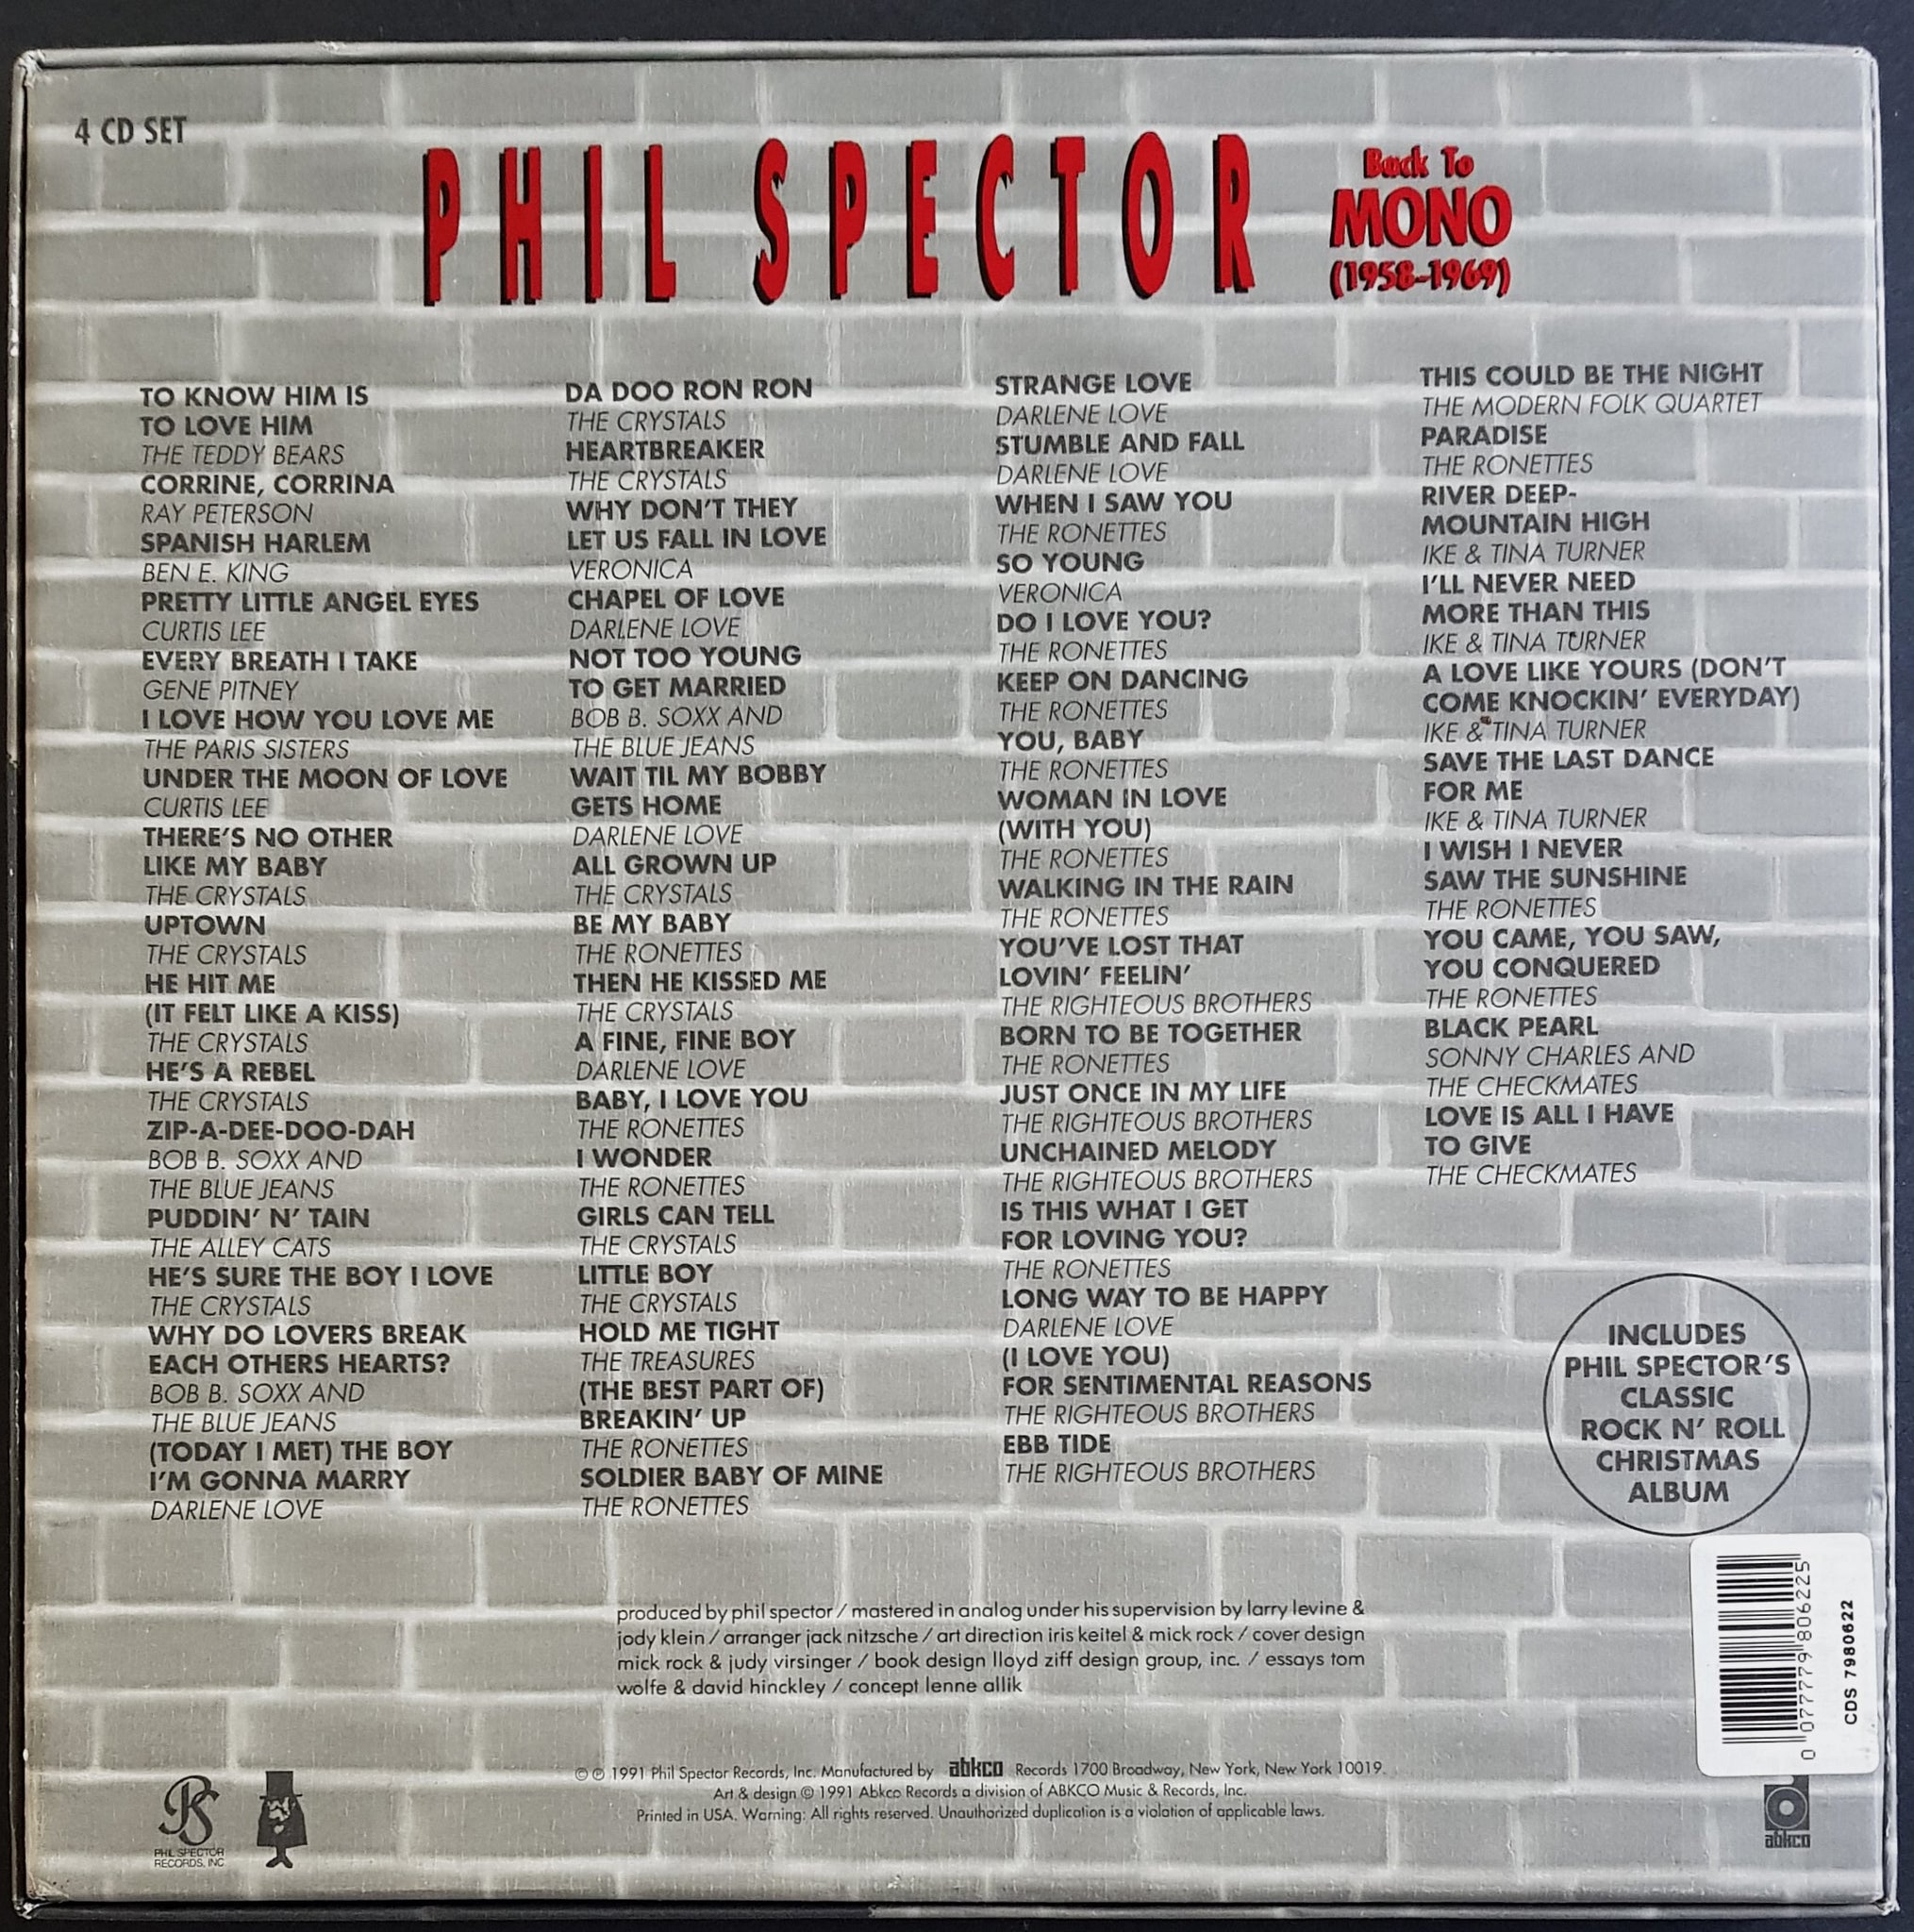 4 CD SET
PHIL SPECTOR
Back To
MONO
(1958-1969)
TO KNOW HIM IS
TO LOVE HIM
THE TEDDY BEARS
CORRINE, CORRINA
RAY PETERSON
SPANISH HARLEM
BEN E. KING
PRETTY LITTLE ANGEL EYES
CURTIS LEE
EVERY BREATH I TAKE
GENE PITNEY
I LOVE HOW YOU LOVE ME
THE PARIS SISTERS
UNDER THE MOON OF LOVE
CURTIS LEE
THERE'S NO OTHER
LIKE MY BABY
THE CRYSTALS
UPTOWN
THE CRYSTALS
HE HIT ME
(IT FELT LIKE A KISS)
THE CRYSTALS
HE'S A REBEL
THE CRYSTALS
ZIP-A-DEE-DOO-DAH
BOB B. SOXX AND
THE BLUE JEANS
PUDDIN' N' TAIN
THE ALLEY CATS
HE'S SURE THE BOY I LOVE
THE CRYSTALS
WHY DO LOVERS BREAK
EACH OTHERS HEARTS?
BOB B. SOXX AND
THE BLUE JEANS
(TODAY I MET) THE BOY
I'M GONNA MARRY
DARLENE LOVE
DA DOO RON RON
THE CRYSTALS
HEARTBREAKER
THE CRYSTALS
WHY DON'T THEY
LET US FALL IN LOVE
VERONICA
CHAPEL OF LOVE
DARLENE LOVE
NOT TOO YOUNG
TO GET MARRIED
BOB B. SOXX AND
THE BLUE JEANS
WAIT TIL MY BOBBY
GETS HOME
DARLENE LOVE
ALL GROWN UP
THE CRYSTALS
BE MY BABY
THE RONETTES
THEN HE KISSED ME
THE CRYSTALS
A FINE, FINE BOY
DARLENE LOVE
BABY, I LOVE YOU
THE RONETTES
I WONDER
THE RONETTES
GIRLS CAN TELL
THE CRYSTALS
LITTLE BOY
THE CRYSTALS
HOLD ME TIGHT
THE TREASURES
(THE BEST PART OF)
BREAKIN' UP
THE RONETTES
SOLDIER BABY OF MINE
THE RONETTES
STRANGE LOVE
DARLENE LOVE
STUMBLE AND FALL
DARLENE LOVE
WHEN I SAW YOU
THE RONETTES
SO YOUNG
VERONICA
DO I LOVE YOU?
THE RONETTES
KEEP ON DANCING
THE RONETTES
YOU, BABY
THE RONETTES
WOMAN IN LOVE
(WITH YOU)
THE RONETTES
WALKING IN THE RAIN
THE RONETTES
YOU'VE LOST THAT
LOVIN' FEELIN'
THE RIGHTEOUS BROTHERS
BORN TO BE TOGETHER
THE RONETTES
JUST ONCE IN MY LIFE
THE RIGHTEOUS BROTHERS
UNCHAINED MELODY
THE RIGHTEOUS BROTHERS
IS THIS WHAT I GET
FOR LOVING YOU?
THE RONETTES
LONG WAY TO BE HAPPY
DARLENE LOVE
(I LOVE YOU)
FOR SENTIMENTAL REASONS
THE RIGHTEOUS BROTHERS
EBB TIDE
THE RIGHTEOUS BROTHERS
THIS COULD BE THE NIGHT
THE MODERN FOLK QUARTET
PARADISE
THE RONETTES
RIVER DEEP-
MOUNTAIN HIGH
IKE & TINA TURNER
I'LL NEVER NEED
MORE THAN THIS
IKE & TINA TURNER
A LOVE LIKE YOURS (DON'T
COME KNOCKIN' EVERYDAY)
IKE & TINA TURNER
SAVE THE LAST DANCE
FOR ME
IKE & TINA TURNER
I WISH I NEVER
SAW THE SUNSHINE
THE RONETTES
YOU CAME, YOU SAW,
YOU CONQUERED
THE RONETTES
BLACK PEARL
SONNY CHARLES AND
THE CHECKMATES
LOVE IS ALL I HAVE
TO GIVE
THE CHECKMATES
INCLUDES
PHIL SPECTOR'S
CLASSIC
ROCK N' ROLL
CHRISTMAS
ALBUM
produced by phil spector / mastered in analog under his supervision by larry levine &
jody klein / arranger jack nitzsche / art direction iris keitel & mick rock / cover design
mick rock & judy virsinger / book design lloyd ziff design group, inc. / essays tom
wolfe & david hinckley / concept lenne allik
© ℗ 1991 Phil Spector Records, Inc. Manufactured by abkco Records 1700 Broadway, New York, New York 10019.
Art & design © 1991 Abkco Records a division of ABKCO Music & Records, Inc.
Printed in USA. Warning: All rights reserved. Unauthorized duplication is a violation of applicable laws.
PS
PHIL SPECTOR
RECORDS, INC
0 077779 806225
CDS 7980622
abkco